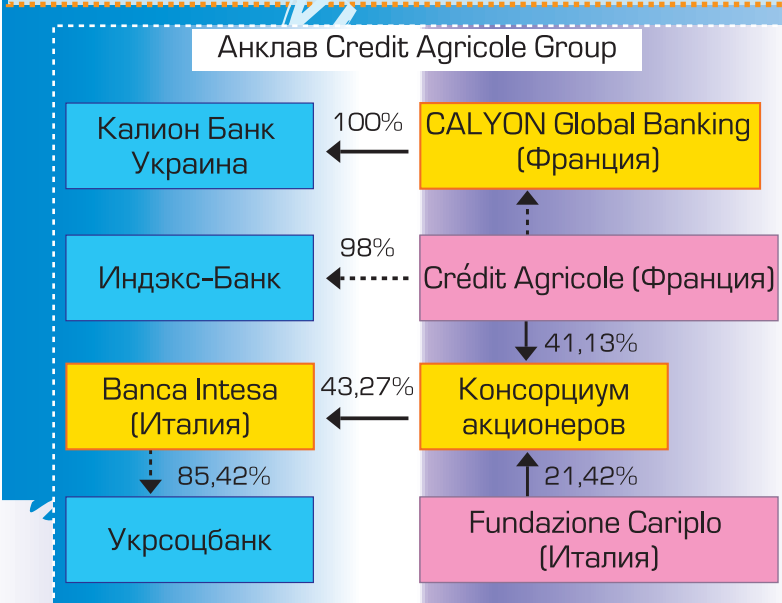 Анклав Credit Agricole Group
Калион Банк
Украина
100%
CALYON Global Banking
(Франция)
Индэкс-Банк
98%
Crédit Agricole (Франция)
41,13%
Banca Intesa
(Италия)
43,27%
Консорциум
акционеров
85,42%
21,42%
Укрсоцбанк
Fundazione Cariplo
(Италия)